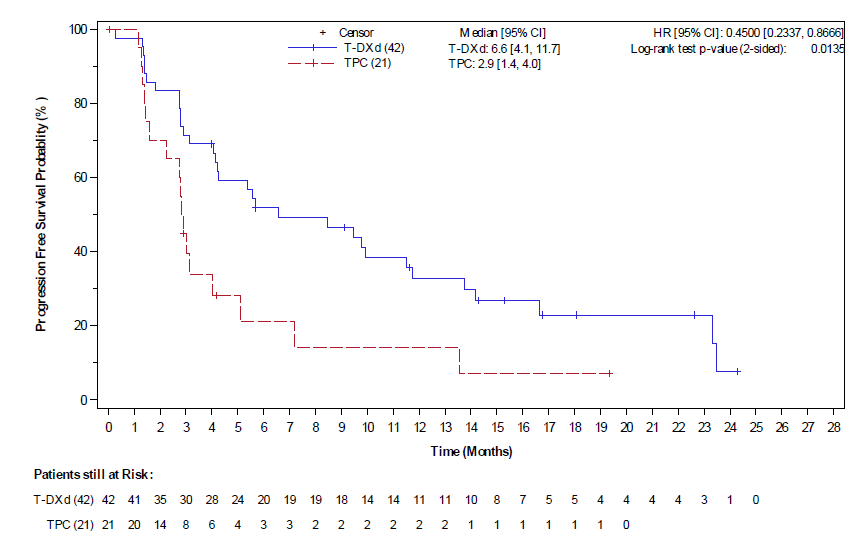 + Censor Median [95% CI] HR [95% CI]: 0.4500 [0.2337, 0.8666]
T-DXd (42) T-DXd: 6.6 [4.1, 11.7] Log-rank test p-value (2-sided): 0.0135
TPC (21) TPC: 2.9 [1.4, 4.0]
Progression Free Survival Probablity (%)
100
80
60
40
20
0
0 1 2 3 4 5 6 7 8 9 10 11 12 13 14 15 16 17 18 19 20 21 22 23 24 25 26 27 28
Time (Months)
Patients still at Risk:
T-DXd (42) 42 41 35 30 28 24 20 19 19 18 14 14 11 11 10 8 7 5 5 4 4 4 4 3 1 0
TPC (21) 21 20 14 8 6 4 3 3 2 2 2 2 2 2 1 1 1 1 1 1 0